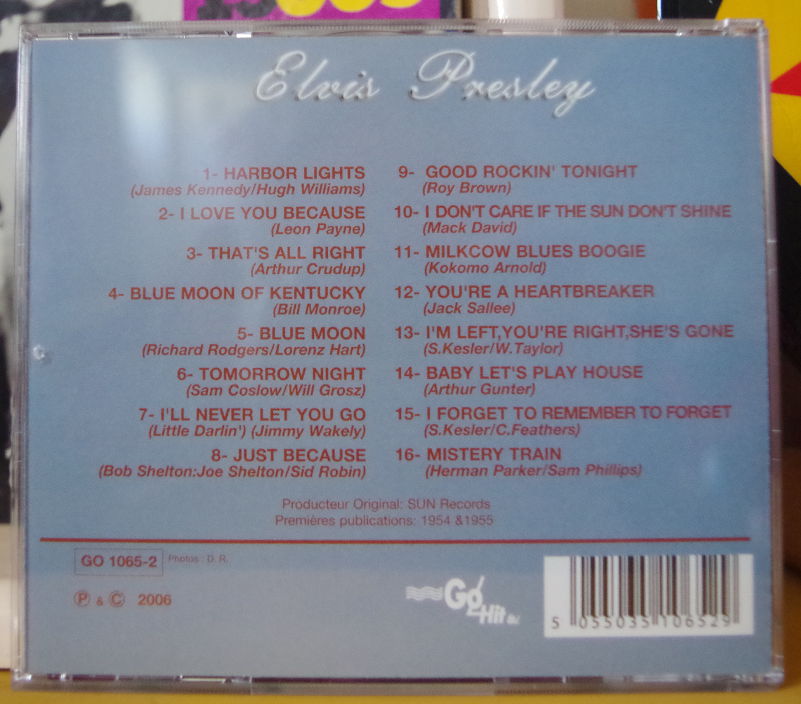 Elvis Presley
1- HARBOR LIGHTS
(James Kennedy/Hugh Williams)
2- I LOVE YOU BECAUSE
(Leon Payne)
3- THAT'S ALL RIGHT
(Arthur Crudup)
4- BLUE MOON OF KENTUCKY
(Bill Monroe)
5- BLUE MOON
(Richard Rodgers/Lorenz Hart)
6- TOMORROW NIGHT
(Sam Coslow/Will Grosz)
7- I'LL NEVER LET YOU GO
(Little Darlin') (Jimmy Wakely)
8- JUST BECAUSE
(Bob Shelton:Joe Shelton/Sid Robin)
9- GOOD ROCKIN' TONIGHT
(Roy Brown)
10- I DON'T CARE IF THE SUN DON'T SHINE
(Mack David)
11- MILKCOW BLUES BOOGIE
(Kokomo Arnold)
12- YOU'RE A HEARTBREAKER
(Jack Sallee)
13- I'M LEFT,YOU'RE RIGHT,SHE'S GONE
(S.Kesler/W.Taylor)
14- BABY LET'S PLAY HOUSE
(Arthur Gunter)
15- I FORGET TO REMEMBER TO FORGET
(S.Kesler/C.Feathers)
16- MISTERY TRAIN
(Herman Parker/Sam Phillips)
Producteur Original: SUN Records
Premières publications: 1954 &1955
GO 1065-2 Photos : D. R.
℗ & © 2006
Go Hit
5 055035 106529